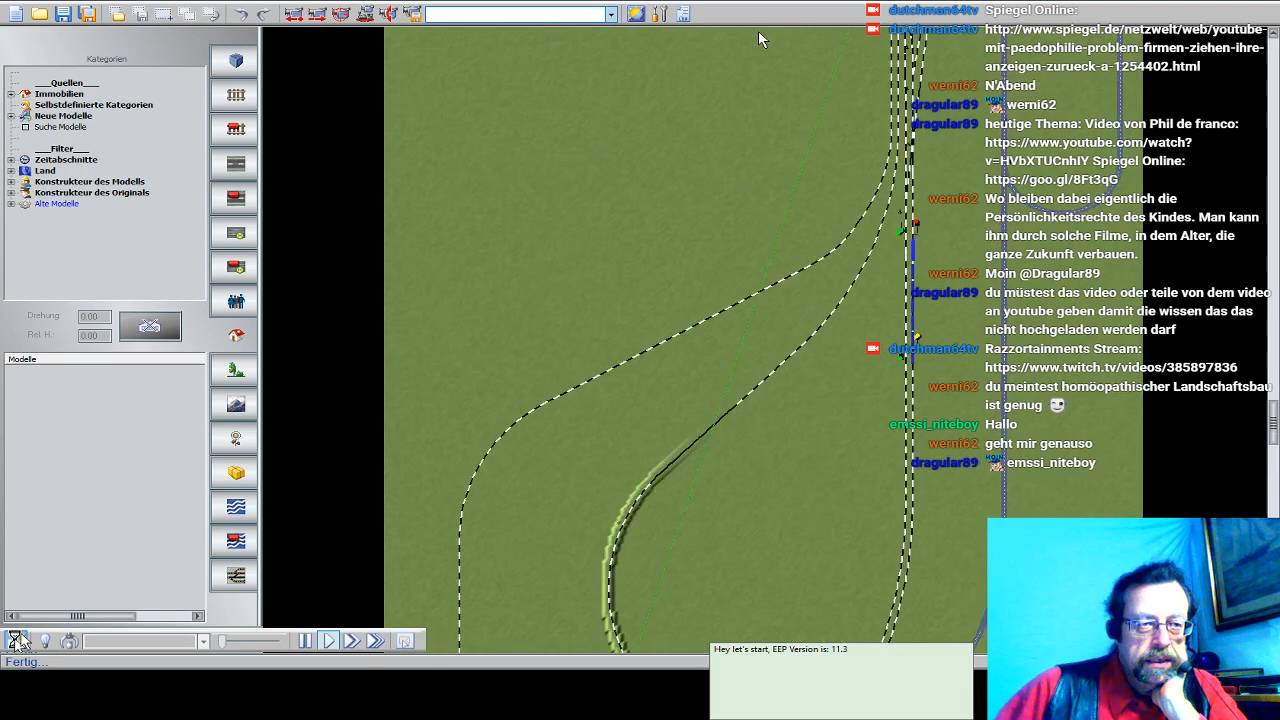 dutchman64tv Spiegel Online:
dutchman64tv http://www.spiegel.de/netzwelt/web/youtube-
mit-paedophilie-problem-firmen-ziehen-ihre-
anzeigen-zurueck-a-1254402.html
werni62 N'Abend
dragular89 MOIN werni62
dragular89 heutige Thema: Video von Phil de franco:
https://www.youtube.com/watch?
v=HVbXTUCnhIY Spiegel Online:
https://goo.gl/8Ft3qG
werni62 Wo bleiben dabei eigentlich die
Persönlichkeitsrechte des Kindes. Man kann
ihm durch solche Filme, in dem Alter, die
ganze Zukunft verbauen.
werni62 Moin @Dragular89
dragular89 du müstest das video oder teile von dem video
an youtube geben damit die wissen das das
nicht hochgeladen werden darf
dutchman64tv Razzortainments Stream:
https://www.twitch.tv/videos/385897836
werni62 du meintest homöopathischer Landschaftsbau
ist genug
emssi_niteboy Hallo
werni62 geht mir genauso
dragular89 MOIN emssi_niteboy
Kategorien
__Quellen___
Immobilien
Selbstdefinierte Kategorien
Neue Modelle
Suche Modelle
__Filter___
Zeitabschnitte
Land
Konstrukteur des Modells
Konstrukteur des Originals
Alte Modelle
Drehung: 0.00
Rel H.: 0.00
Modelle
Fertig...
Hey let's start, EEP Version is: 11.3